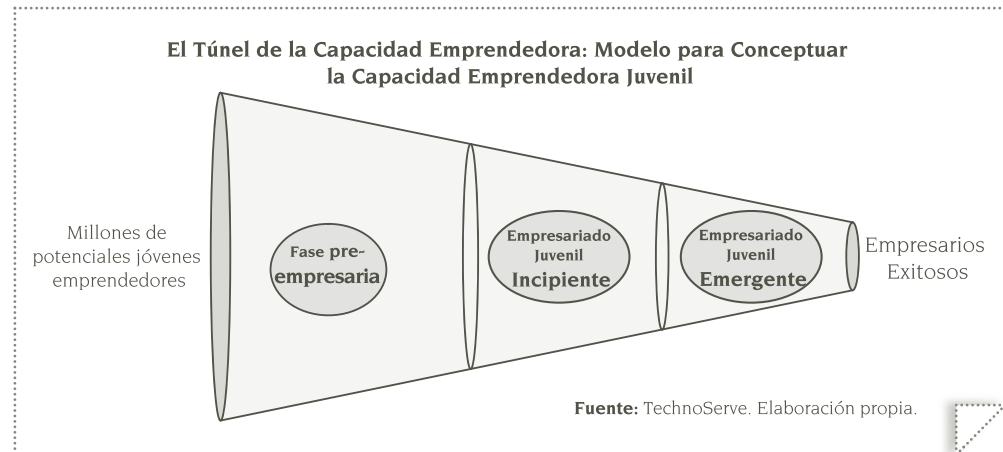 El Túnel de la Capacidad Emprendedora: Modelo para Conceptuar
la Capacidad Emprendedora Juvenil
Millones de
potenciales jóvenes
emprendedores
Fase pre-
empresaria
Empresariado
Juvenil
Incipiente
Empresariado
Juvenil
Emergente
Empresarios
Exitosos
Fuente: TechnoServe. Elaboración propia.